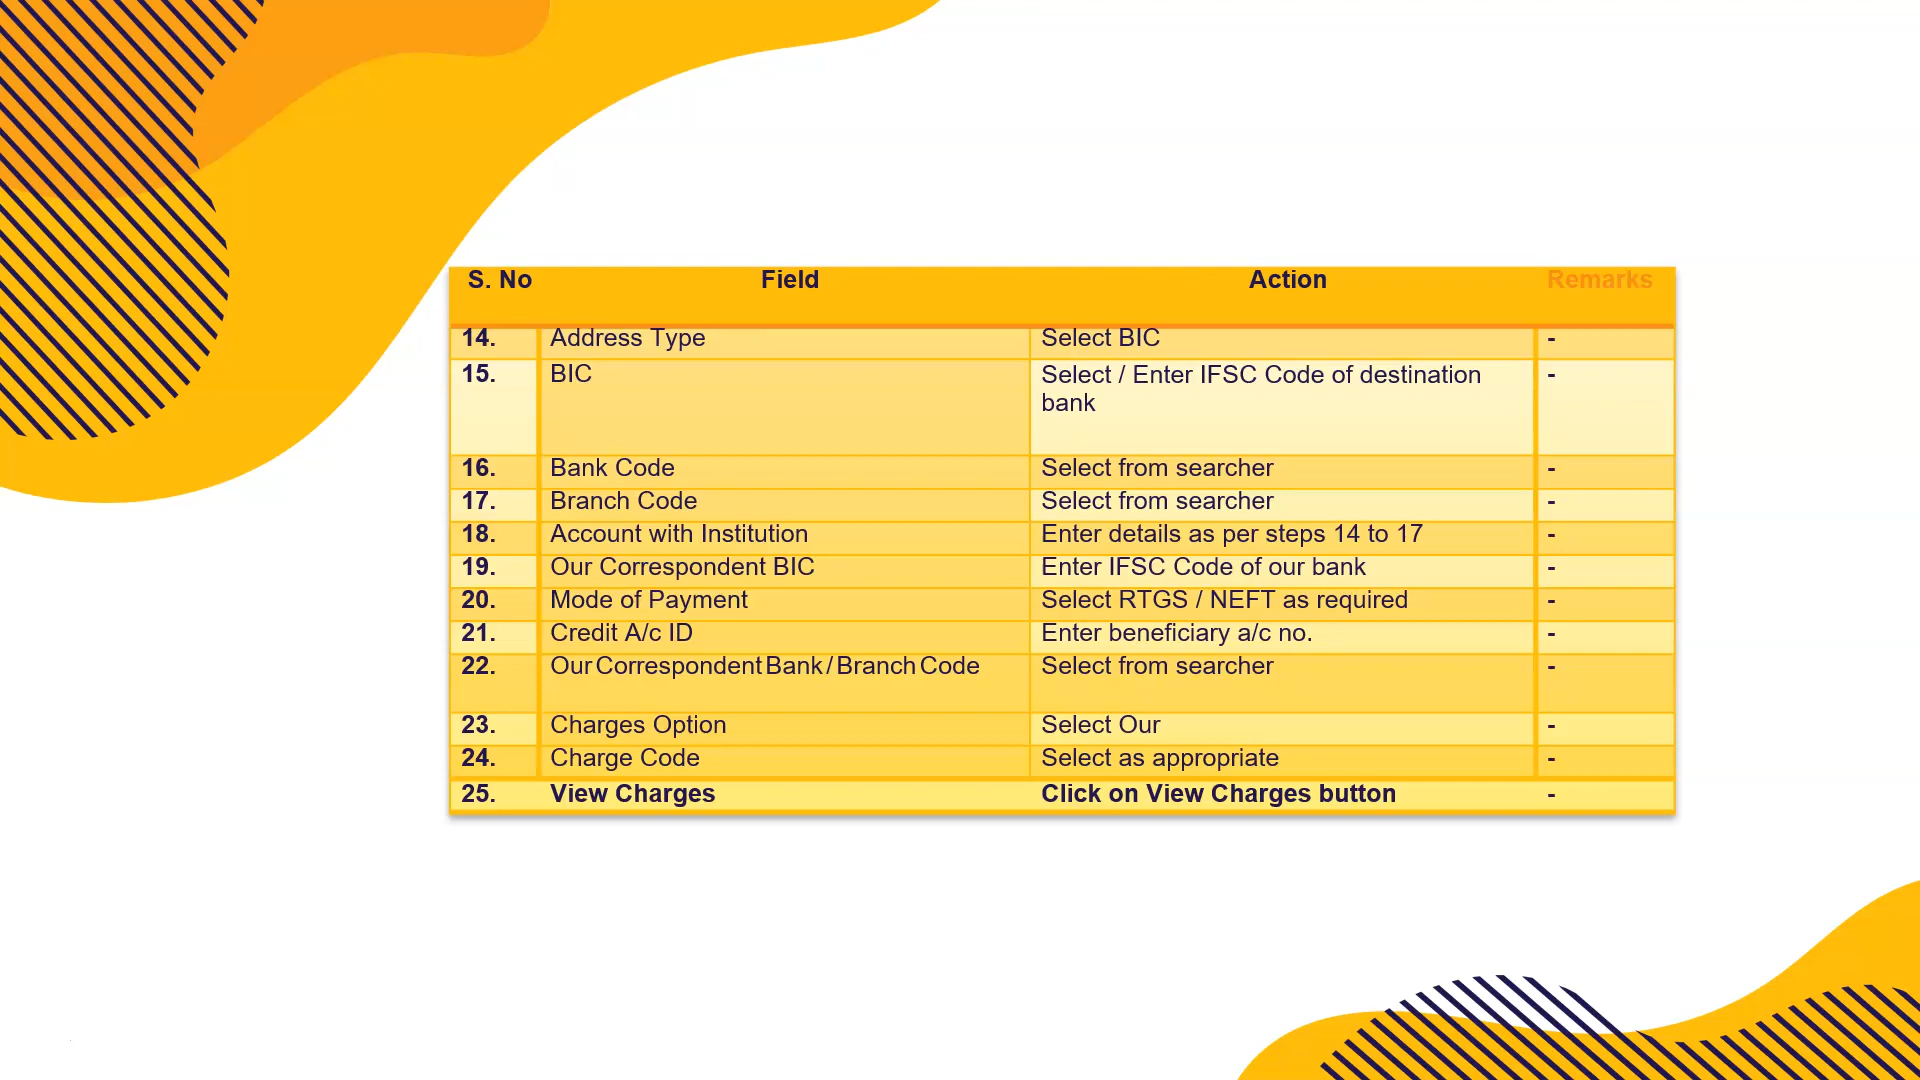 S. No Field Action Remarks
14. Address Type Select BIC -
15. BIC Select / Enter IFSC Code of destination -
bank
16. Bank Code Select from searcher -
17. Branch Code Select from searcher -
18. Account with Institution Enter details as per steps 14 to 17 -
19. Our Correspondent BIC Enter IFSC Code of our bank -
20. Mode of Payment Select RTGS / NEFT as required -
21. Credit A/c ID Enter beneficiary a/c no. -
22. Our Correspondent Bank / Branch Code Select from searcher -
23. Charges Option Select Our -
24. Charge Code Select as appropriate -
25. View Charges Click on View Charges button -